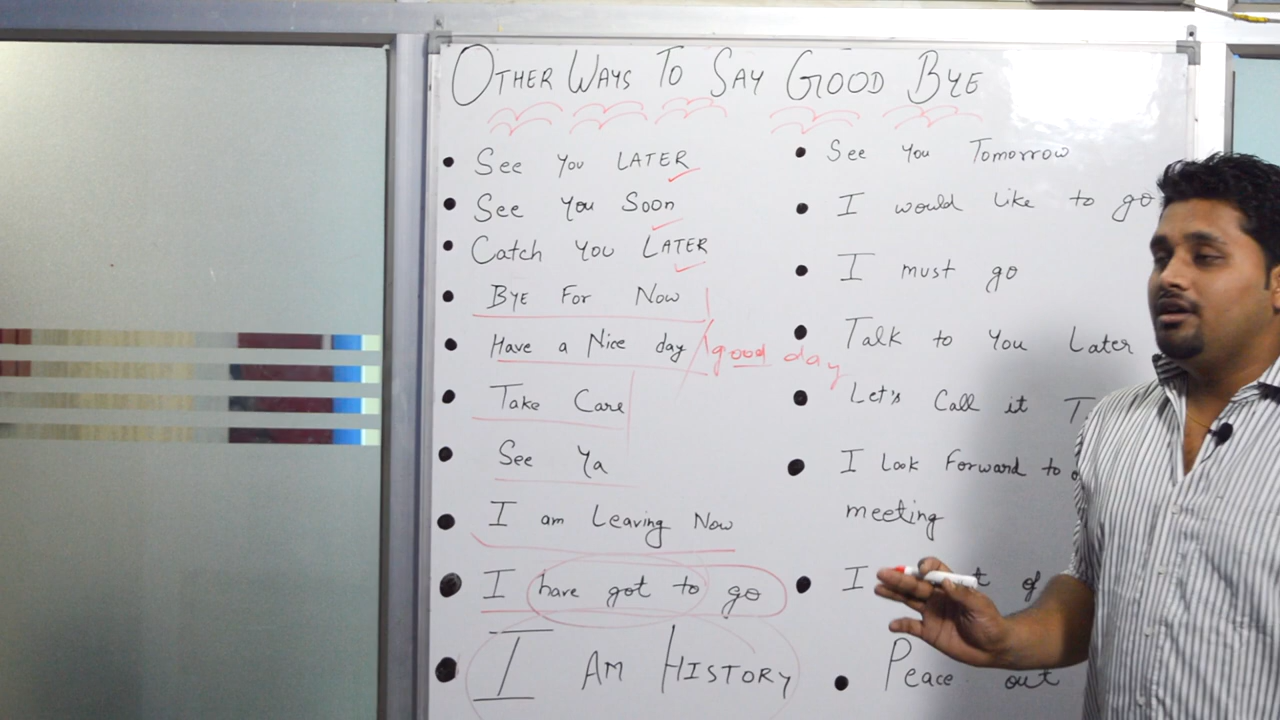 OTHER WAYS TO SAY GOOD BYE
• See You LATER
• See You Soon
• Catch You LATER
• BYE For Now
• Have a Nice day /good day
• Take Care
• See Ya
• I am Leaving Now
• I have got to go
• I AM HISTORY
• See You Tomorrow
• I would like to go
• I must go
• Talk to You Later
• Let's Call it
• I Look Forward to
meeting
• I
• Peace out